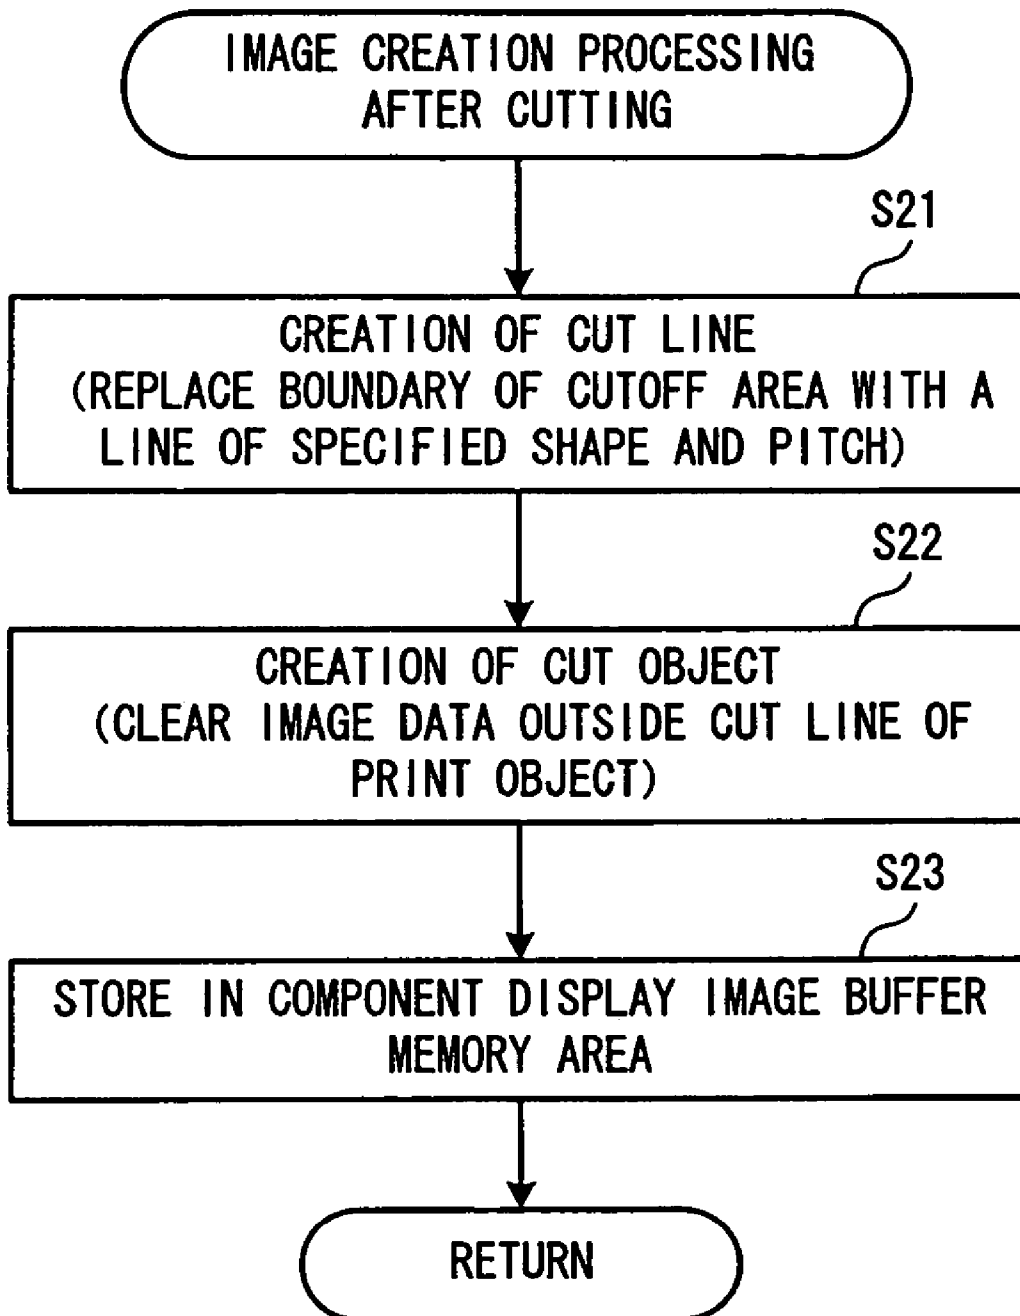 IMAGE CREATION PROCESSING
AFTER CUTTING
S21
CREATION OF CUT LINE
(REPLACE BOUNDARY OF CUTOFF AREA WITH A
LINE OF SPECIFIED SHAPE AND PITCH)
S22
CREATION OF CUT OBJECT
(CLEAR IMAGE DATA OUTSIDE CUT LINE OF
PRINT OBJECT)
S23
STORE IN COMPONENT DISPLAY IMAGE BUFFER
MEMORY AREA
RETURN